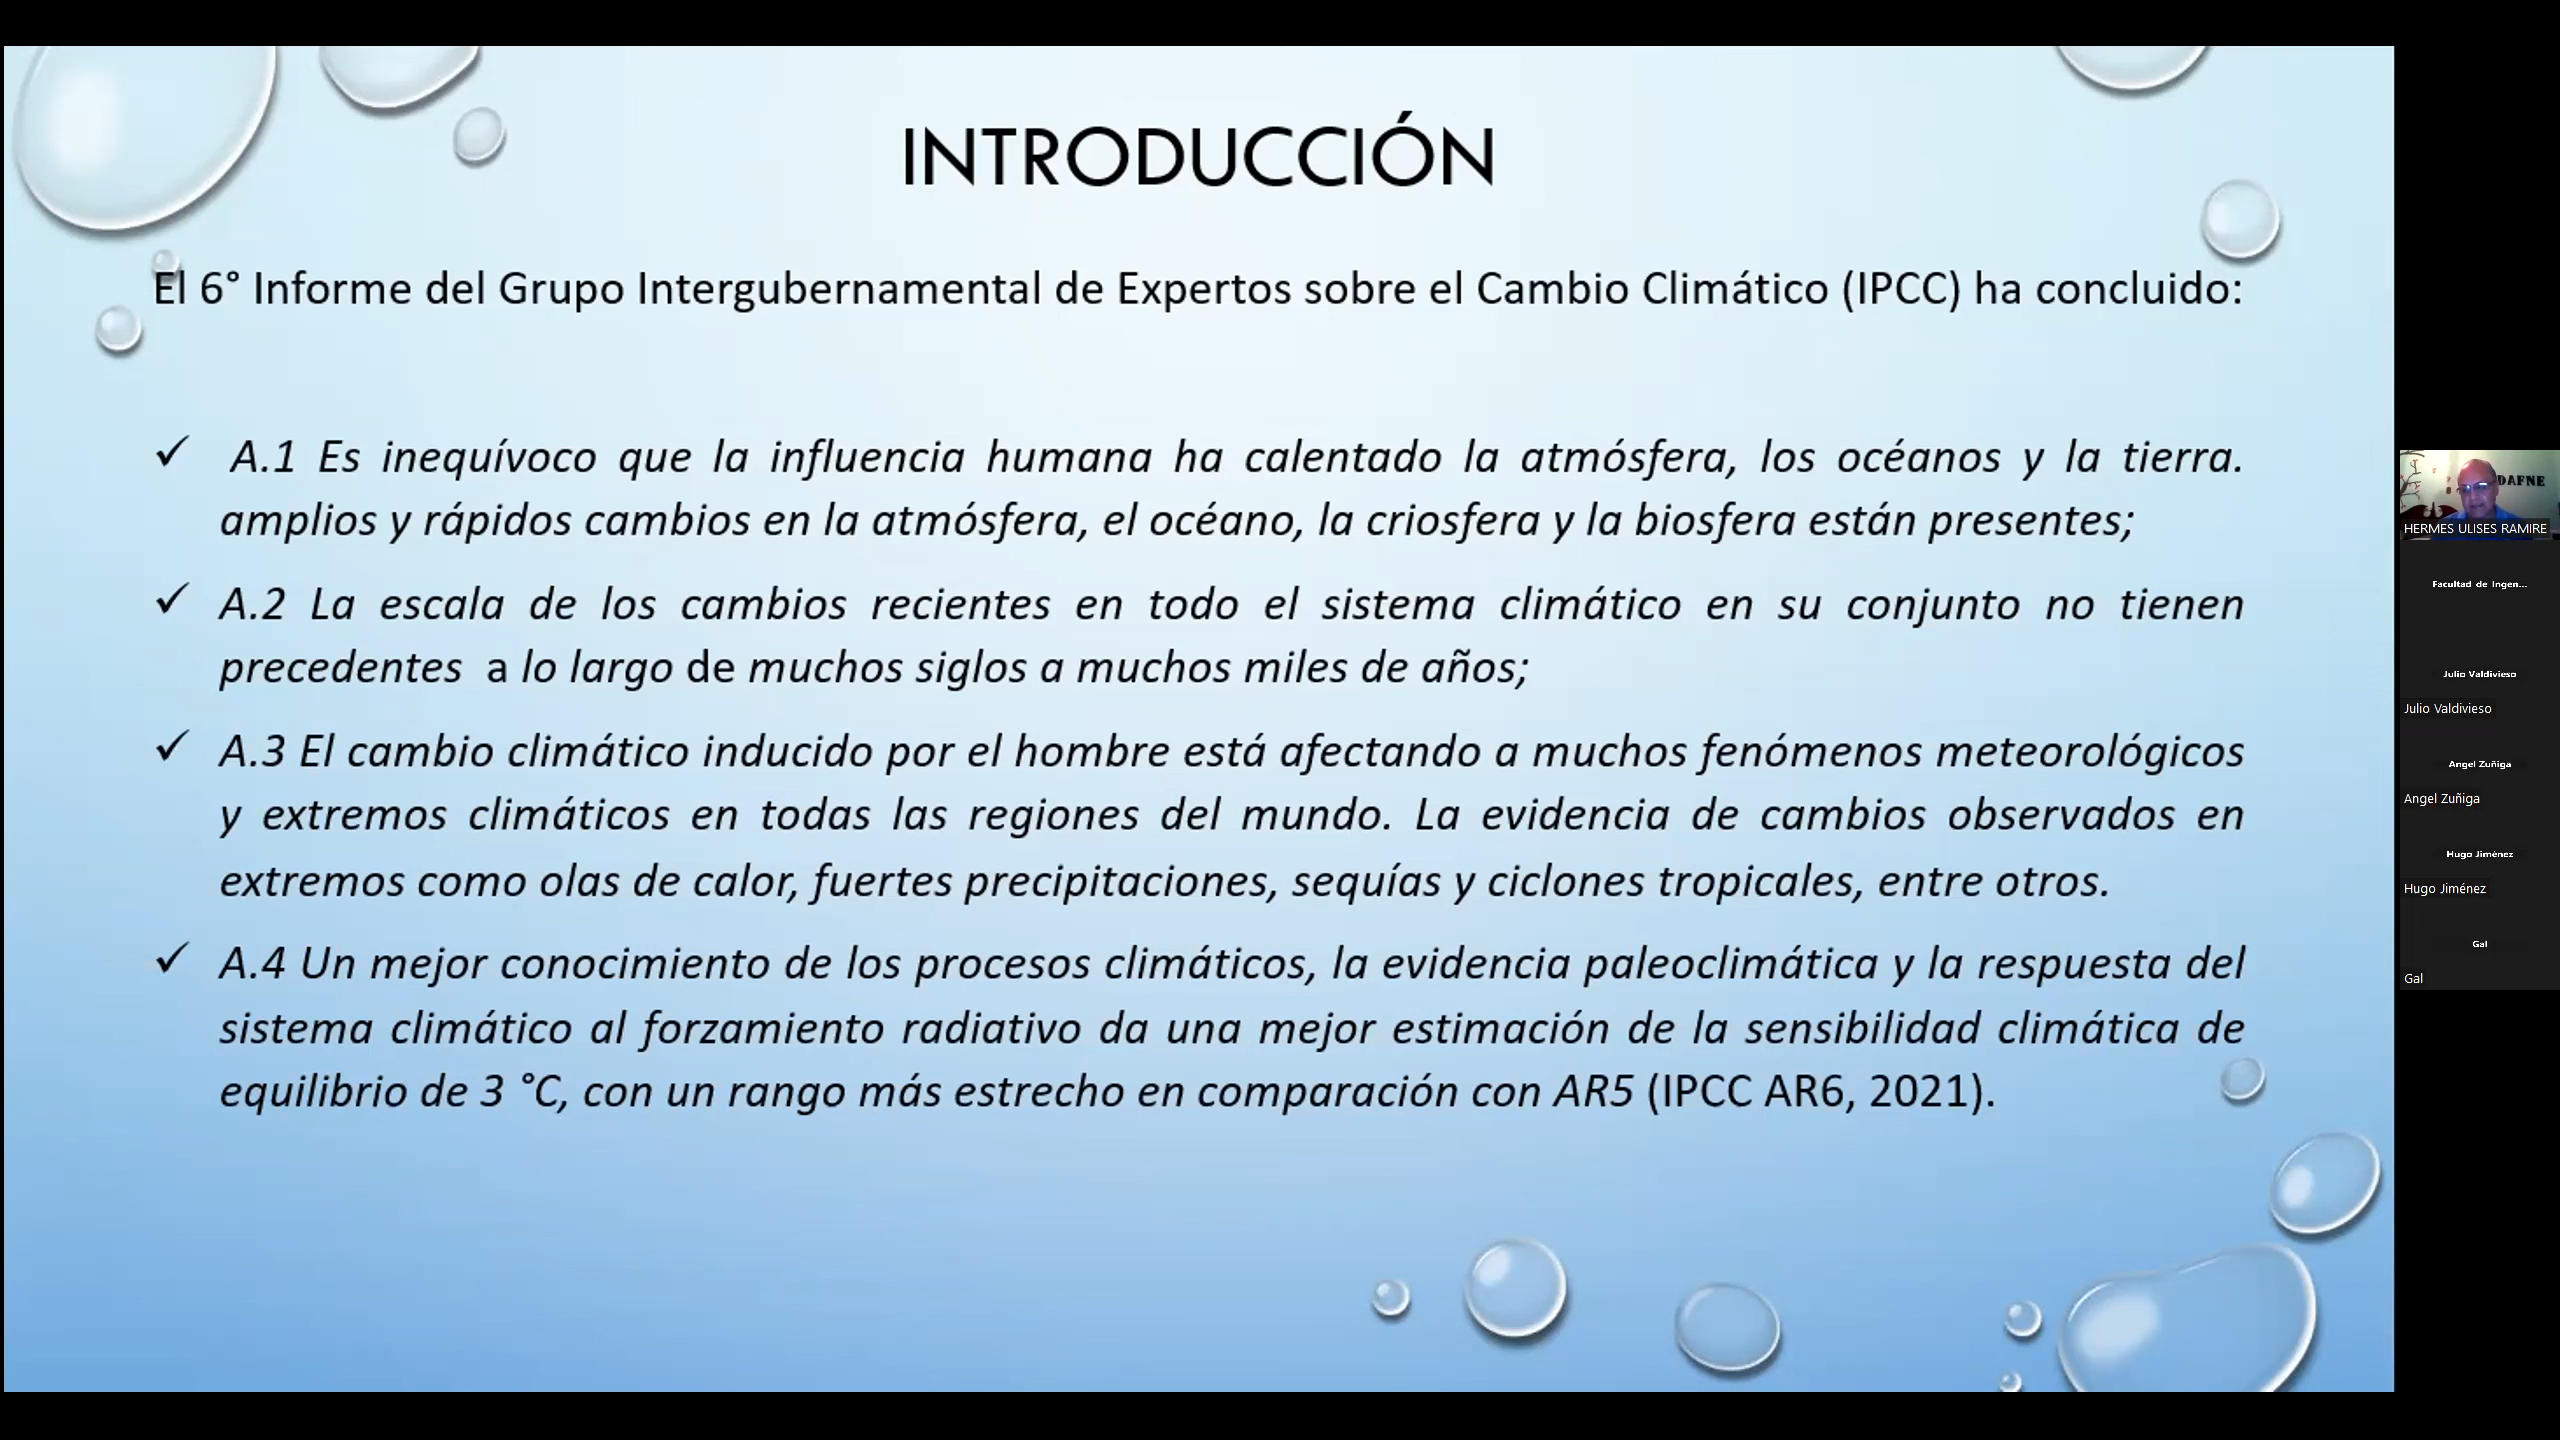 INTRODUCCIÓN
El 6° Informe del Grupo Intergubernamental de Expertos sobre el Cambio Climático (IPCC) ha concluido:
✓ A.1 Es inequívoco que la influencia humana ha calentado la atmósfera, los océanos y la tierra.
amplios y rápidos cambios en la atmósfera, el océano, la criosfera y la biosfera están presentes;
✓ A.2 La escala de los cambios recientes en todo el sistema climático en su conjunto no tienen
precedentes a lo largo de muchos siglos a muchos miles de años;
✓ A.3 El cambio climático inducido por el hombre está afectando a muchos fenómenos meteorológicos
y extremos climáticos en todas las regiones del mundo. La evidencia de cambios observados en
extremos como olas de calor, fuertes precipitaciones, sequías y ciclones tropicales, entre otros.
✓ A.4 Un mejor conocimiento de los procesos climáticos, la evidencia paleoclimática y la respuesta del
sistema climático al forzamiento radiativo da una mejor estimación de la sensibilidad climática de
equilibrio de 3 °C, con un rango más estrecho en comparación con AR5 (IPCC AR6, 2021).
DAFNE
HERMES ULISES RAMIRE
Facultad de Ingen...
Julio Valdivieso
Julio Valdivieso
Angel Zuñiga
Angel Zuñiga
Hugo Jiménez
Hugo Jiménez
Gal
Gal